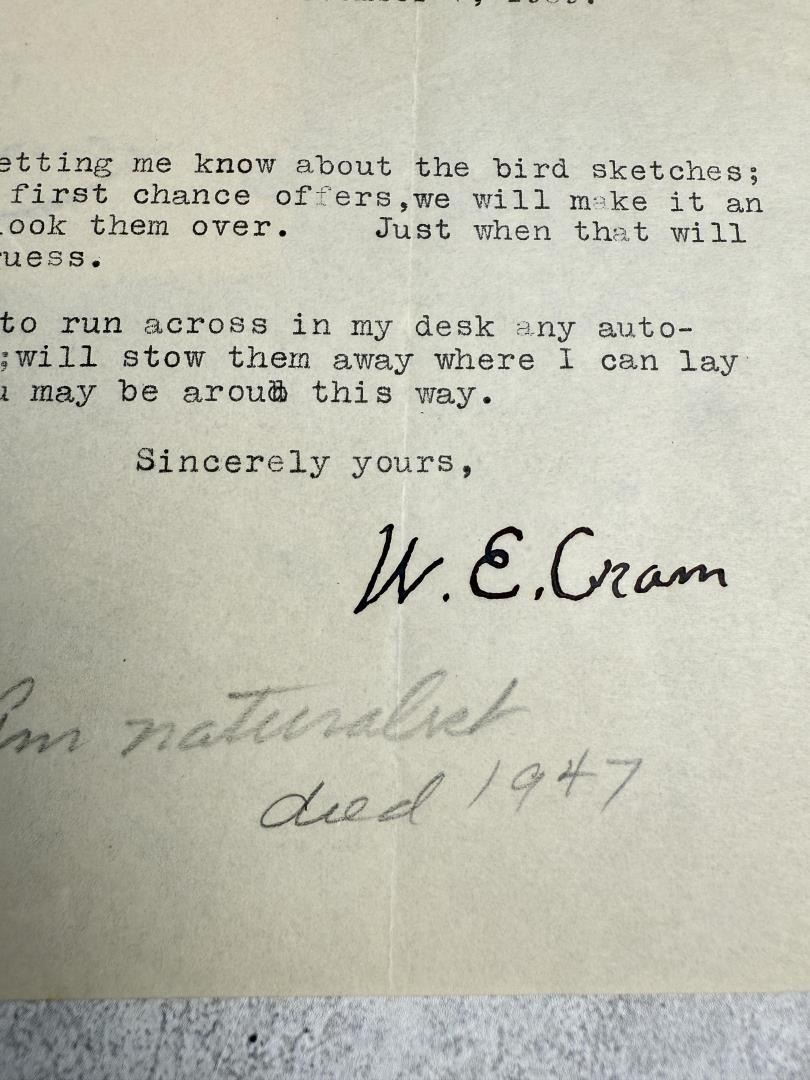 etting me know about the bird sketches;
first chance offers,we will make it an
ook them over. Just when that will
uess.
to run across in my desk any auto-
;will stow them away where I can lay
may be around this way.
Sincerely yours,
W. E. Cram
Am naturalist
died 1947